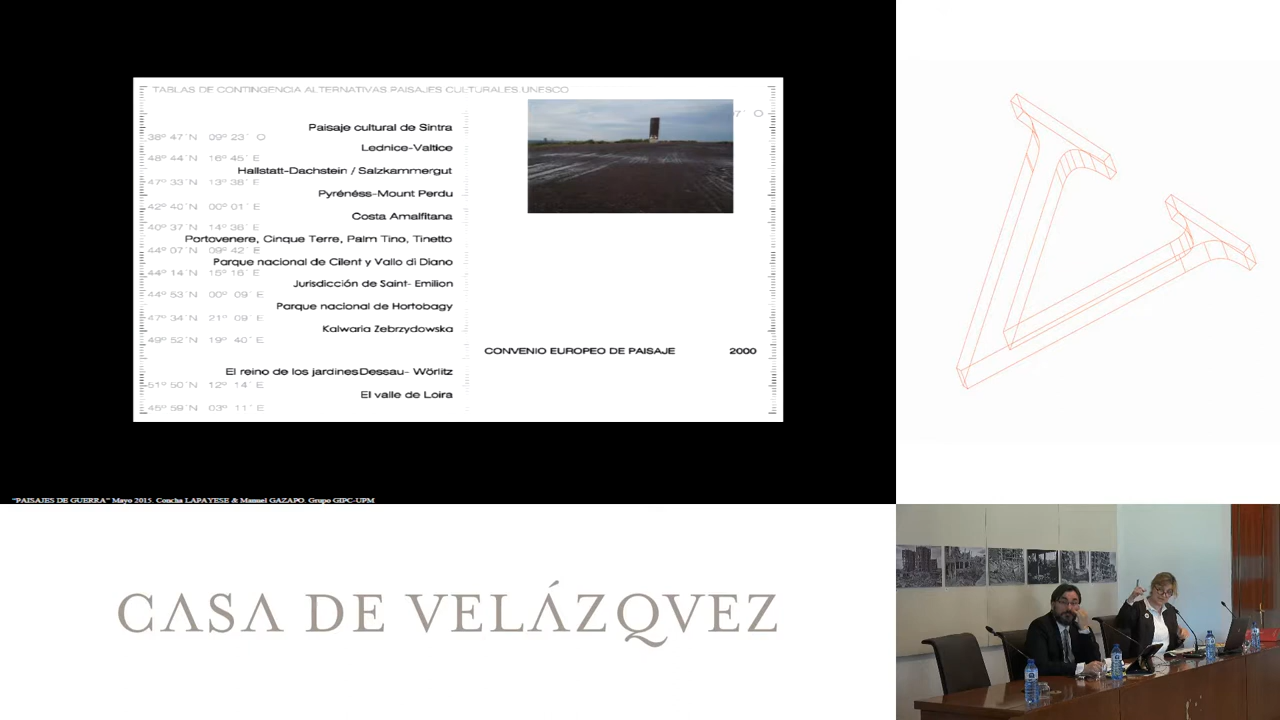 TABLAS DE CONTINGENCIA ALTERNATIVAS PAISAJES CULTURALES UNESCO
7´ O
Paisaje cultural de Sintra
38º 47´N 09º 23´ O
Lednice-Valtice
48º 44´N 16º 45´ E
Hallstatt-Dachstein / Salzkammergut
47º 33´N 13º 38´ E
Pyrénéss-Mount Perdu
42º 40´N 00º 01´ E
Costa Amalfitana
40º 37´N 14º 36´ E
Portovenere, Cinque Terre, Palm Tino, Tinetto
44º 07´N 09º 42´ E
Parque nacional de Cilent y Vallo di Diano
44º 14´N 15º 16´ E
Juridicción de Saint- Emilion
44º 53´N 00º 09´ E
Parque nacional de Hortobagy
47º 34´N 21º 09´ E
Kalwaria Zebrzydowska
49º 52´N 19º 40´ E
CONVENIO EUROPEO DE PAISAJE 2000
El reino de los jardines Dessau- Wörlitz
51º 50´N 12º 14´ E
El valle de Loira
45º 59´N 03º 11´ E
"PAISAJES DE GUERRA" Mayo 2015. Concha LAPAYESE & Manuel GAZAPO. Grupo GIPC-UPM
CASA DE VELÁZQVEZ